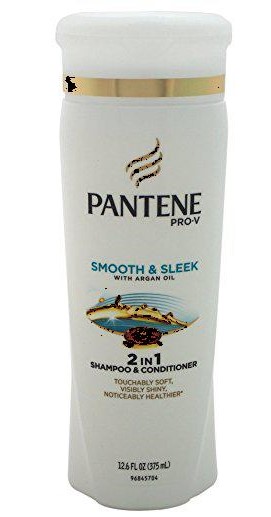 PANTENE
PRO-V
SMOOTH & SLEEK
WITH ARGAN OIL
2 IN 1
SHAMPOO & CONDITIONER
TOUCHABLY SOFT,
VISIBLY SHINY,
NOTICEABLY HEALTHIER*
12.6 FL OZ (375 mL)
96845704